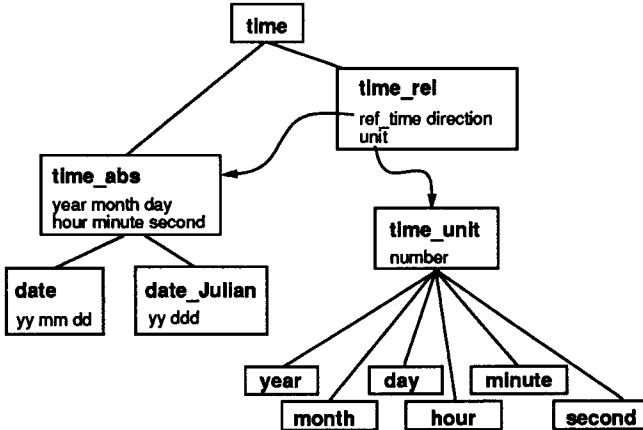 time
time_rel
ref_time direction
unit
time_abs
year month day
hour minute second
time_unit
number
date
yy mm dd
date_Julian
yy ddd
year
day
minute
month
hour
second